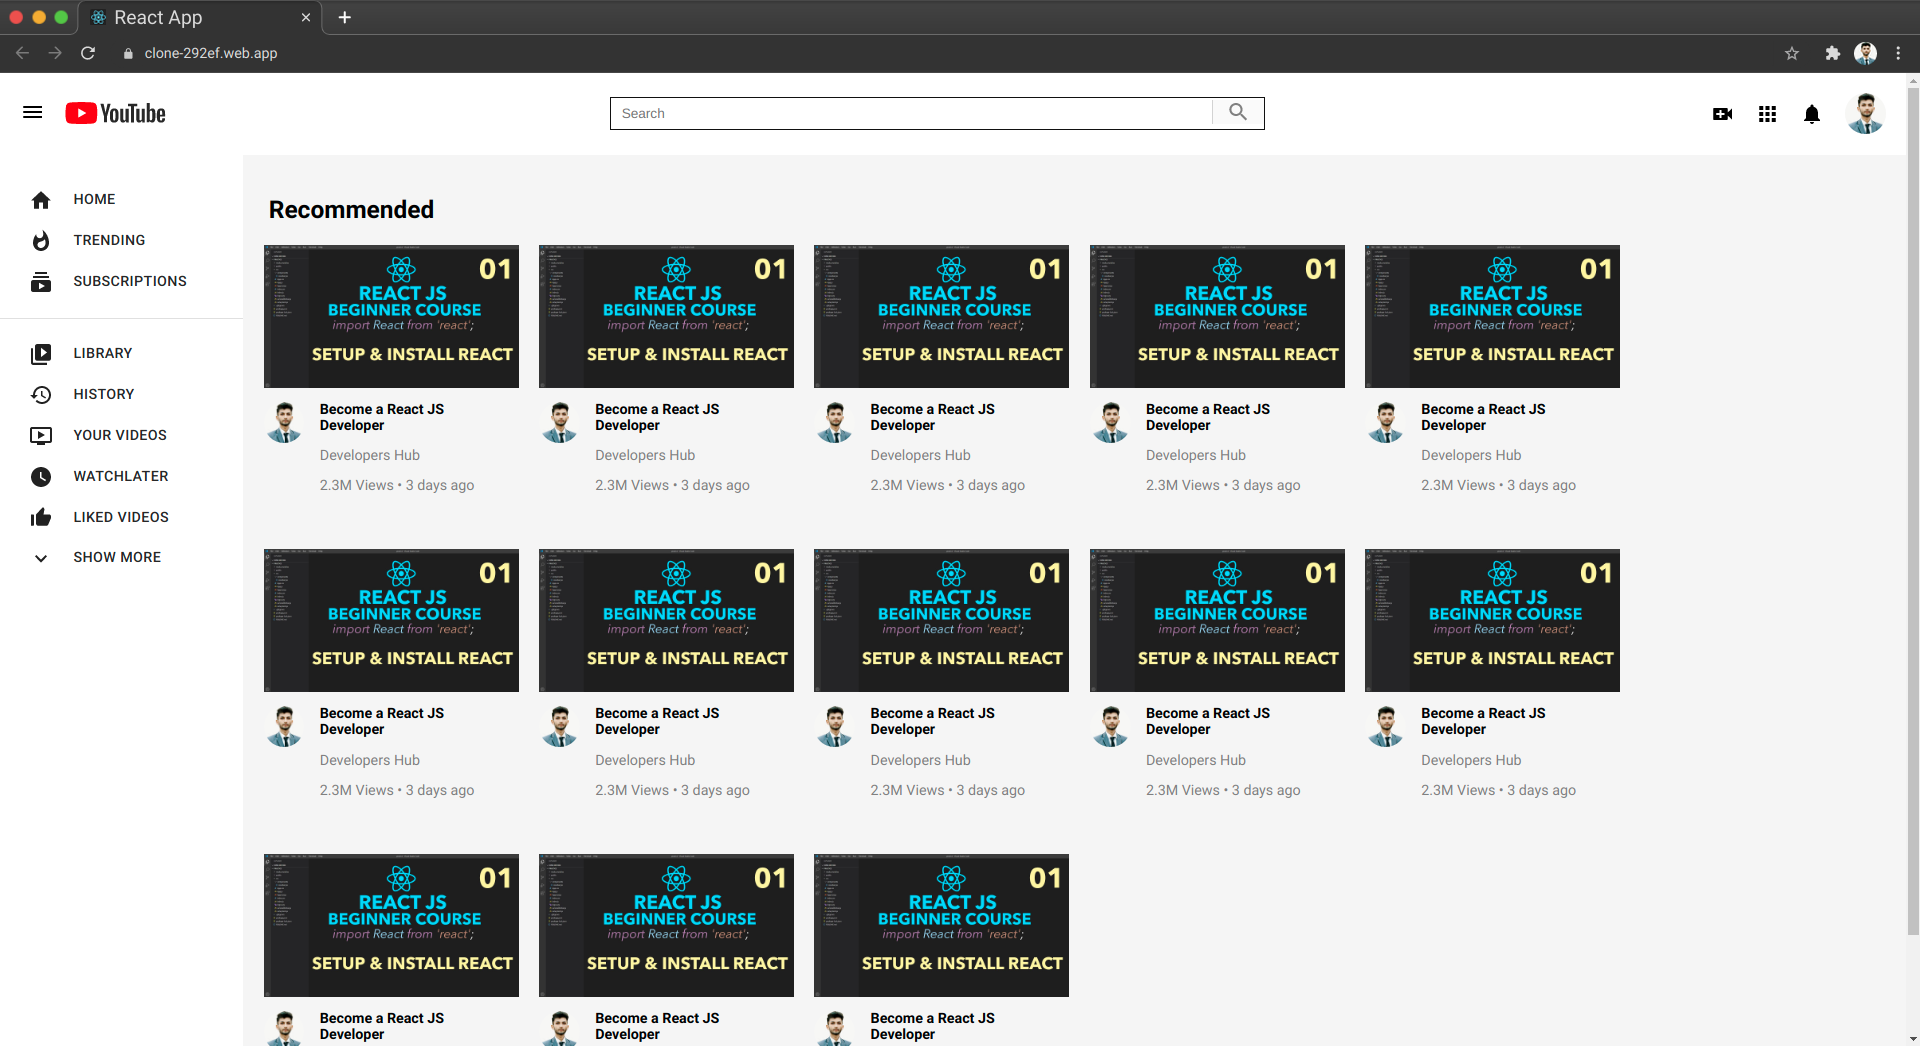 React App
clone-292ef.web.app
YouTube
Search
HOME
TRENDING
SUBSCRIPTIONS
LIBRARY
HISTORY
YOUR VIDEOS
WATCHLATER
LIKED VIDEOS
SHOW MORE
Recommended
01
REACT JS
BEGINNER COURSE
import React from 'react';
SETUP & INSTALL REACT
Become a React JS
Developer
Developers Hub
2.3M Views • 3 days ago
01
REACT JS
BEGINNER COURSE
import React from 'react';
SETUP & INSTALL REACT
Become a React JS
Developer
Developers Hub
2.3M Views • 3 days ago
01
REACT JS
BEGINNER COURSE
import React from 'react';
SETUP & INSTALL REACT
Become a React JS
Developer
Developers Hub
2.3M Views • 3 days ago
01
REACT JS
BEGINNER COURSE
import React from 'react';
SETUP & INSTALL REACT
Become a React JS
Developer
Developers Hub
2.3M Views • 3 days ago
01
REACT JS
BEGINNER COURSE
import React from 'react';
SETUP & INSTALL REACT
Become a React JS
Developer
Developers Hub
2.3M Views • 3 days ago
01
REACT JS
BEGINNER COURSE
import React from 'react';
SETUP & INSTALL REACT
Become a React JS
Developer
Developers Hub
2.3M Views • 3 days ago
01
REACT JS
BEGINNER COURSE
import React from 'react';
SETUP & INSTALL REACT
Become a React JS
Developer
Developers Hub
2.3M Views • 3 days ago
01
REACT JS
BEGINNER COURSE
import React from 'react';
SETUP & INSTALL REACT
Become a React JS
Developer
Developers Hub
2.3M Views • 3 days ago
01
REACT JS
BEGINNER COURSE
import React from 'react';
SETUP & INSTALL REACT
Become a React JS
Developer
Developers Hub
2.3M Views • 3 days ago
01
REACT JS
BEGINNER COURSE
import React from 'react';
SETUP & INSTALL REACT
Become a React JS
Developer
Developers Hub
2.3M Views • 3 days ago
01
REACT JS
BEGINNER COURSE
import React from 'react';
SETUP & INSTALL REACT
Become a React JS
Developer
01
REACT JS
BEGINNER COURSE
import React from 'react';
SETUP & INSTALL REACT
Become a React JS
Developer
01
REACT JS
BEGINNER COURSE
import React from 'react';
SETUP & INSTALL REACT
Become a React JS
Developer